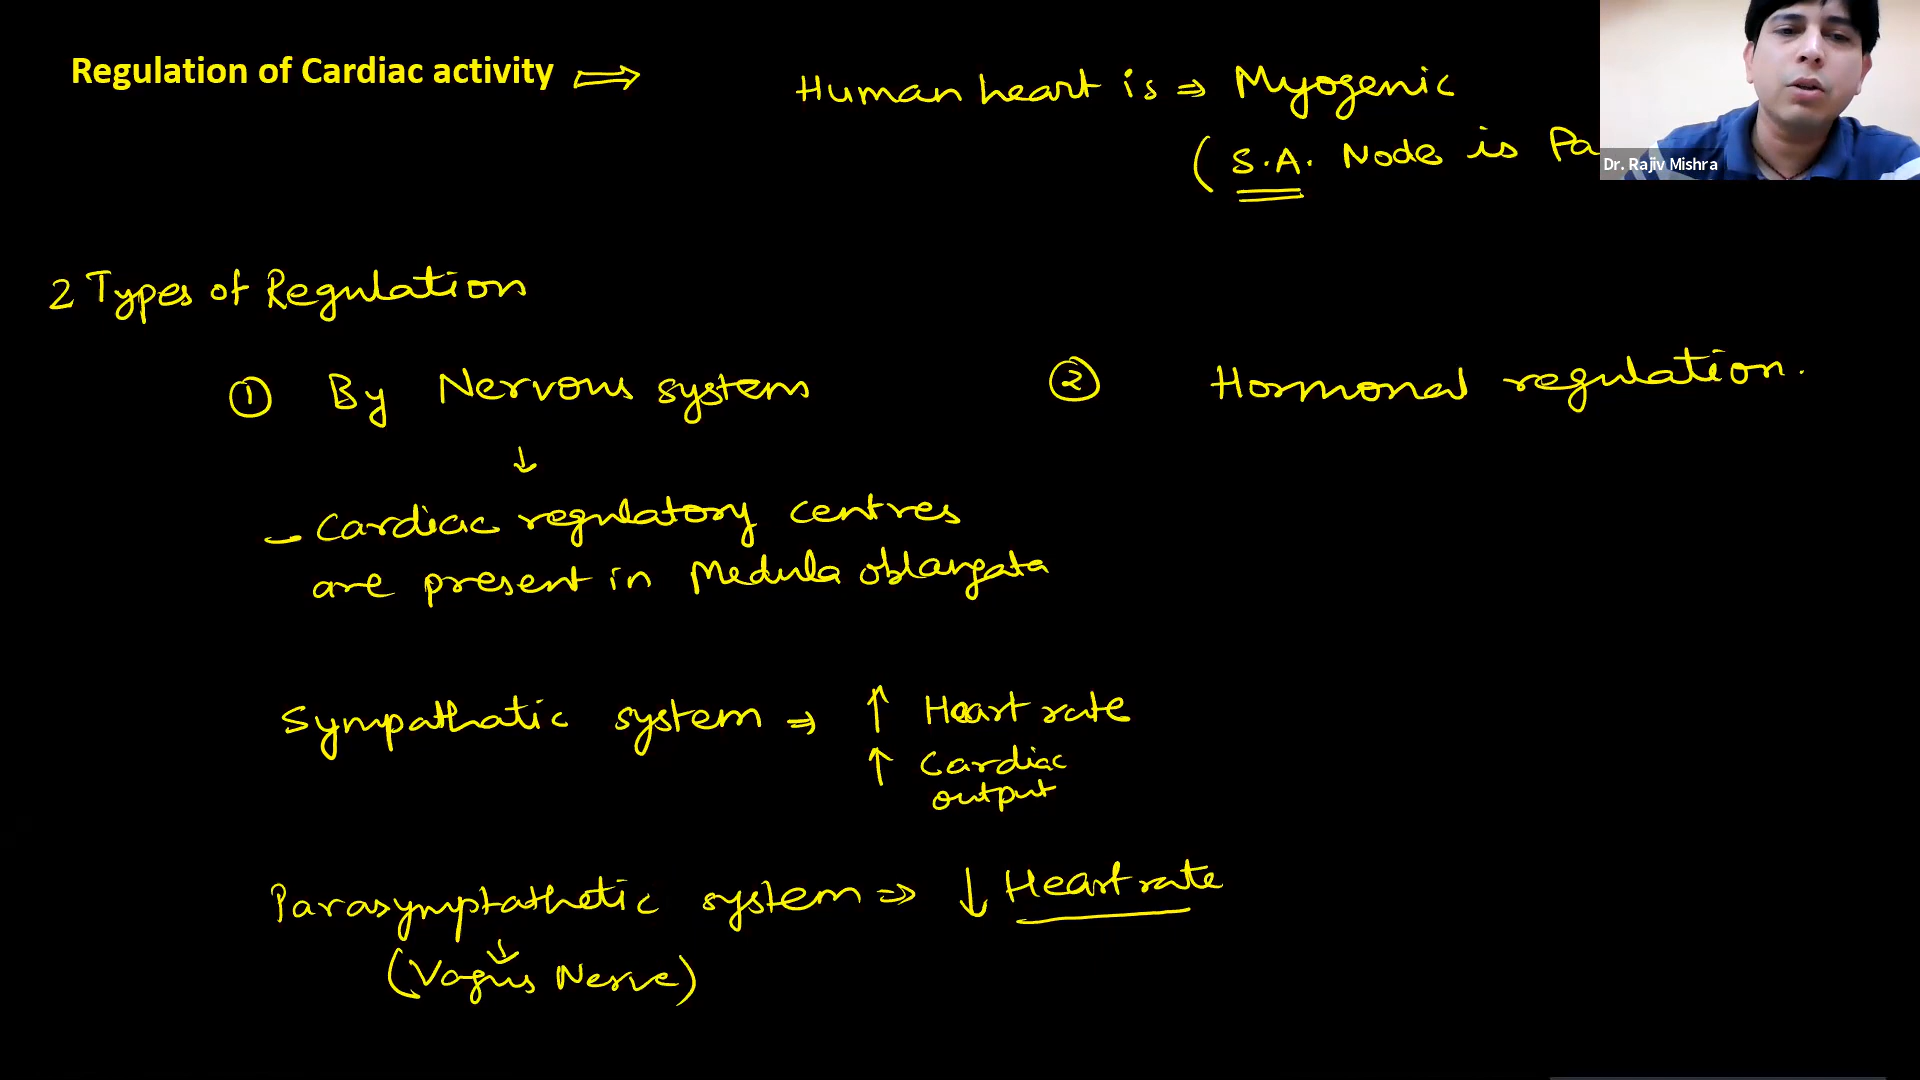 Regulation of Cardiac activity ⇒
Human heart is ⇒ Myogenic
(S.A. Node is Pa
Dr. Rajiv Mishra
2 Types of Regulation
① By Nervous system
② Hormonal regulation.
↓
- Cardiac regulatory centres
are present in Medula oblangata
Sympathatic system ⇒ ↑ Heart rate
↑ Cardiac
output
Parasymptathetic system ⇒ ↓ Heart rate
↓
(Vagus Nerve)